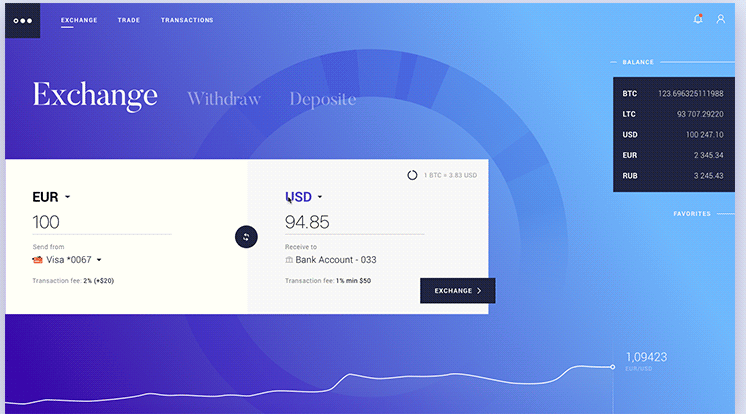 EXCHANGE TRADE TRANSACTIONS
Exchange Withdraw Deposite
BALANCE
BTC 123.696325111988
LTC 93 707.29220
USD 100 247.10
EUR 2 345.34
RUB 3 245.43
FAVORITES
1 BTC = 3.83 USD
EUR
100
Send from
Visa *0067
Transaction fee: 2% (+$20)
USD
94.85
Receive to
Bank Account - 033
Transaction fee: 1% min $50
EXCHANGE
1,09423
EUR/USD